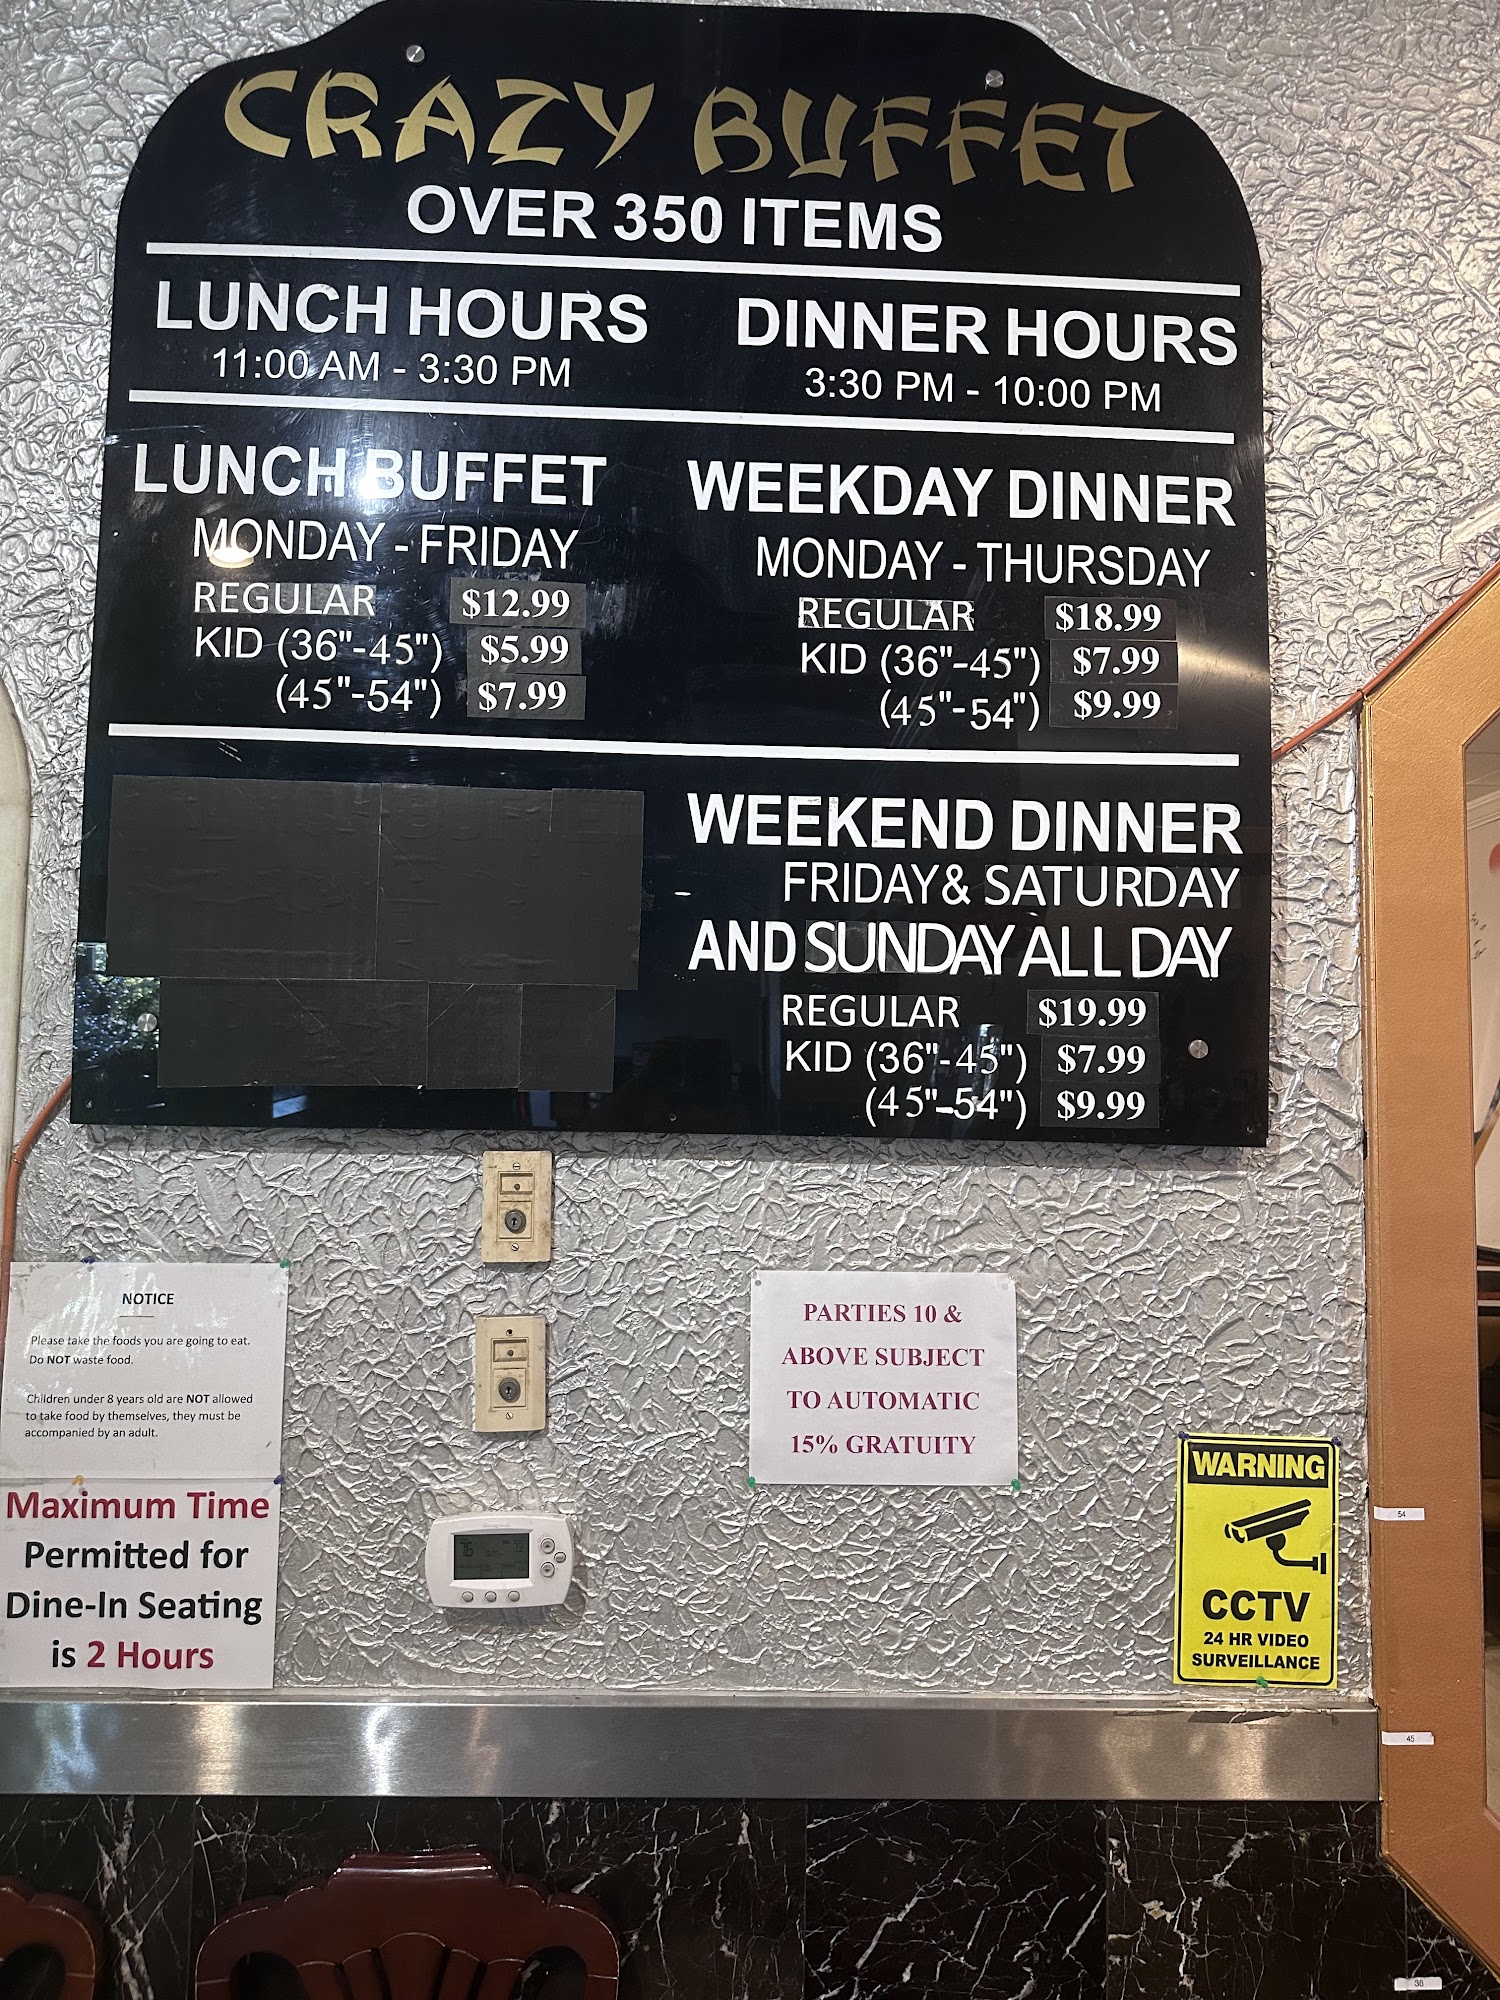 CRAZY BUFFET
OVER 350 ITEMS
LUNCH HOURS
11:00 AM - 3:30 PM
DINNER HOURS
3:30 PM - 10:00 PM
LUNCH BUFFET
MONDAY - FRIDAY
REGULAR $12.99
KID (36"-45") $5.99
(45"-54") $7.99
WEEKDAY DINNER
MONDAY - THURSDAY
REGULAR $18.99
KID (36"-45") $7.99
(45"-54") $9.99
WEEKEND DINNER
FRIDAY & SATURDAY
AND SUNDAY ALL DAY
REGULAR $19.99
KID (36"-45") $7.99
(45"-54") $9.99
NOTICE
Please take the foods you are going to eat.
Do NOT waste food.
Children under 8 years old are NOT allowed
to take food by themselves, they must be
accompanied by an adult.
Maximum Time
Permitted for
Dine-In Seating
is 2 Hours
PARTIES 10 &
ABOVE SUBJECT
TO AUTOMATIC
15% GRATUITY
WARNING
CCTV
24 HR VIDEO
SURVEILLANCE
54
45
36